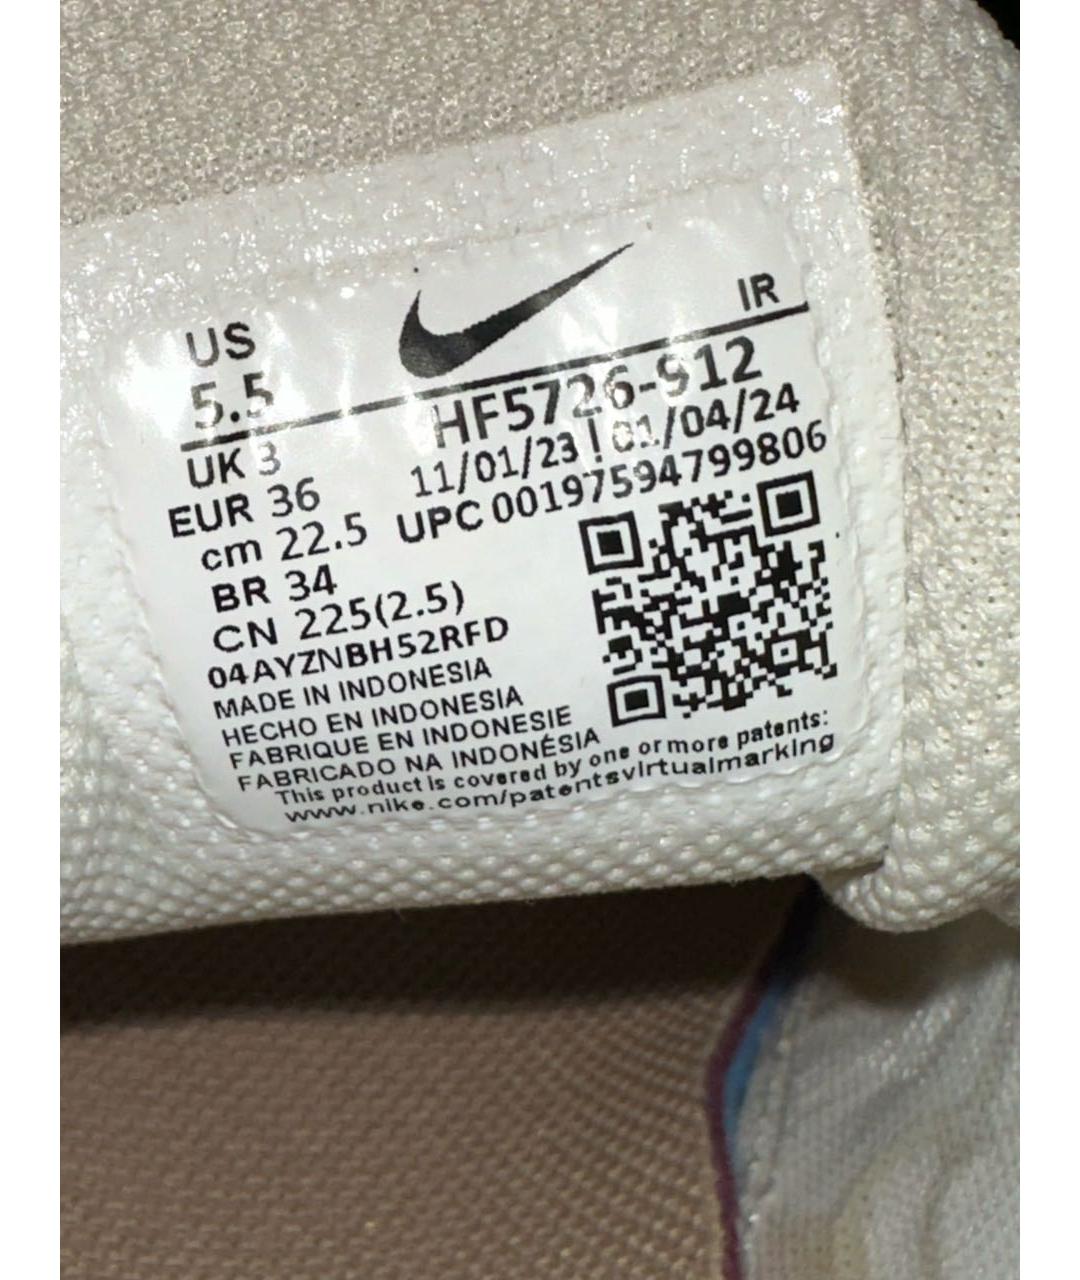 US
5.5
IR
HF5726-912
UK 3
11/01/23 | 01/04/24
EUR 36
UPC 00197594799806
cm 22.5
BR 34
CN 225(2.5)
04AYZNBH52RFD
MADE IN INDONESIA
HECHO EN INDONESIA
FABRIQUE EN INDONESIE
FABRICADO NA INDONÉSIA
This product is covered by one or more patents:
www.nike.com/patentsvirtualmarking